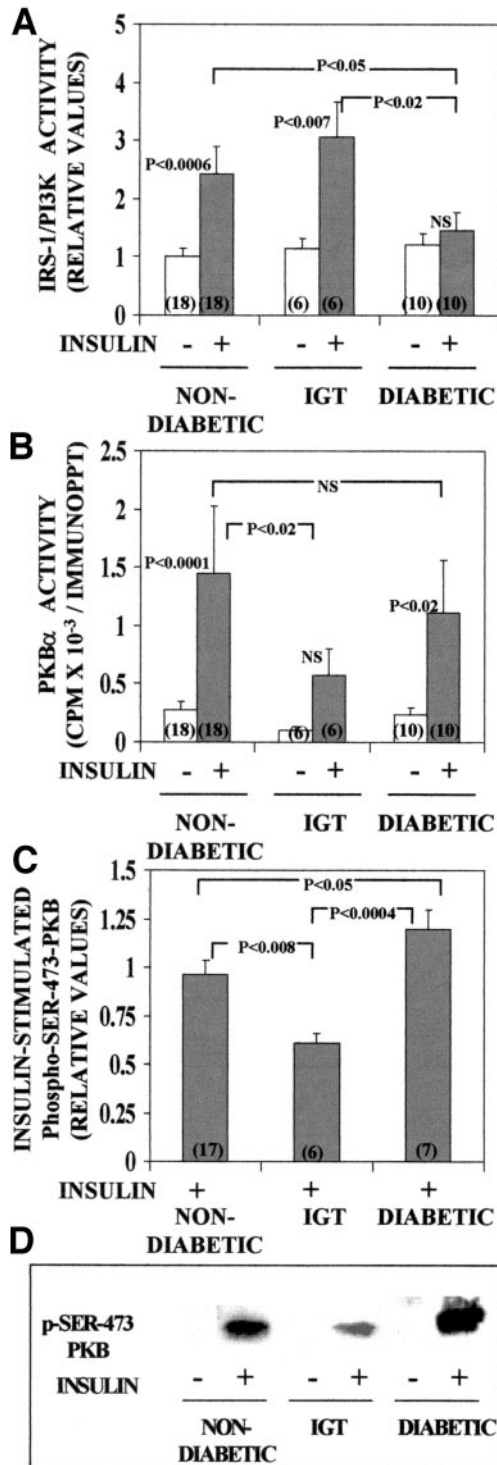 A
IRS-1/PI3K ACTIVITY
(RELATIVE VALUES)
5
4
3
2
1
0
P<0.05
P<0.02
P<0.0006
P<0.007
NS
(18) (18) (6) (6) (10) (10)
INSULIN - + - + - +
NON-
DIABETIC
IGT
DIABETIC
B
PKBα ACTIVITY
(CPM X 10-3 / IMMUNOPPT)
2.5
2
1.5
1
0.5
0
NS
P<0.02
P<0.0001
NS
P<0.02
(18) (18) (6) (6) (10) (10)
INSULIN - + - + - +
NON-
DIABETIC
IGT
DIABETIC
C
INSULIN-STIMULATED
Phospho-SER-473-PKB
(RELATIVE VALUES)
1.5
1.25
1
0.75
0.5
0.25
0
P<0.05
P<0.0004
P<0.008
(17) (6) (7)
INSULIN + + +
NON-
DIABETIC
IGT
DIABETIC
D
p-SER-473
PKB
INSULIN - + - + - +
NON-
DIABETIC
IGT
DIABETIC